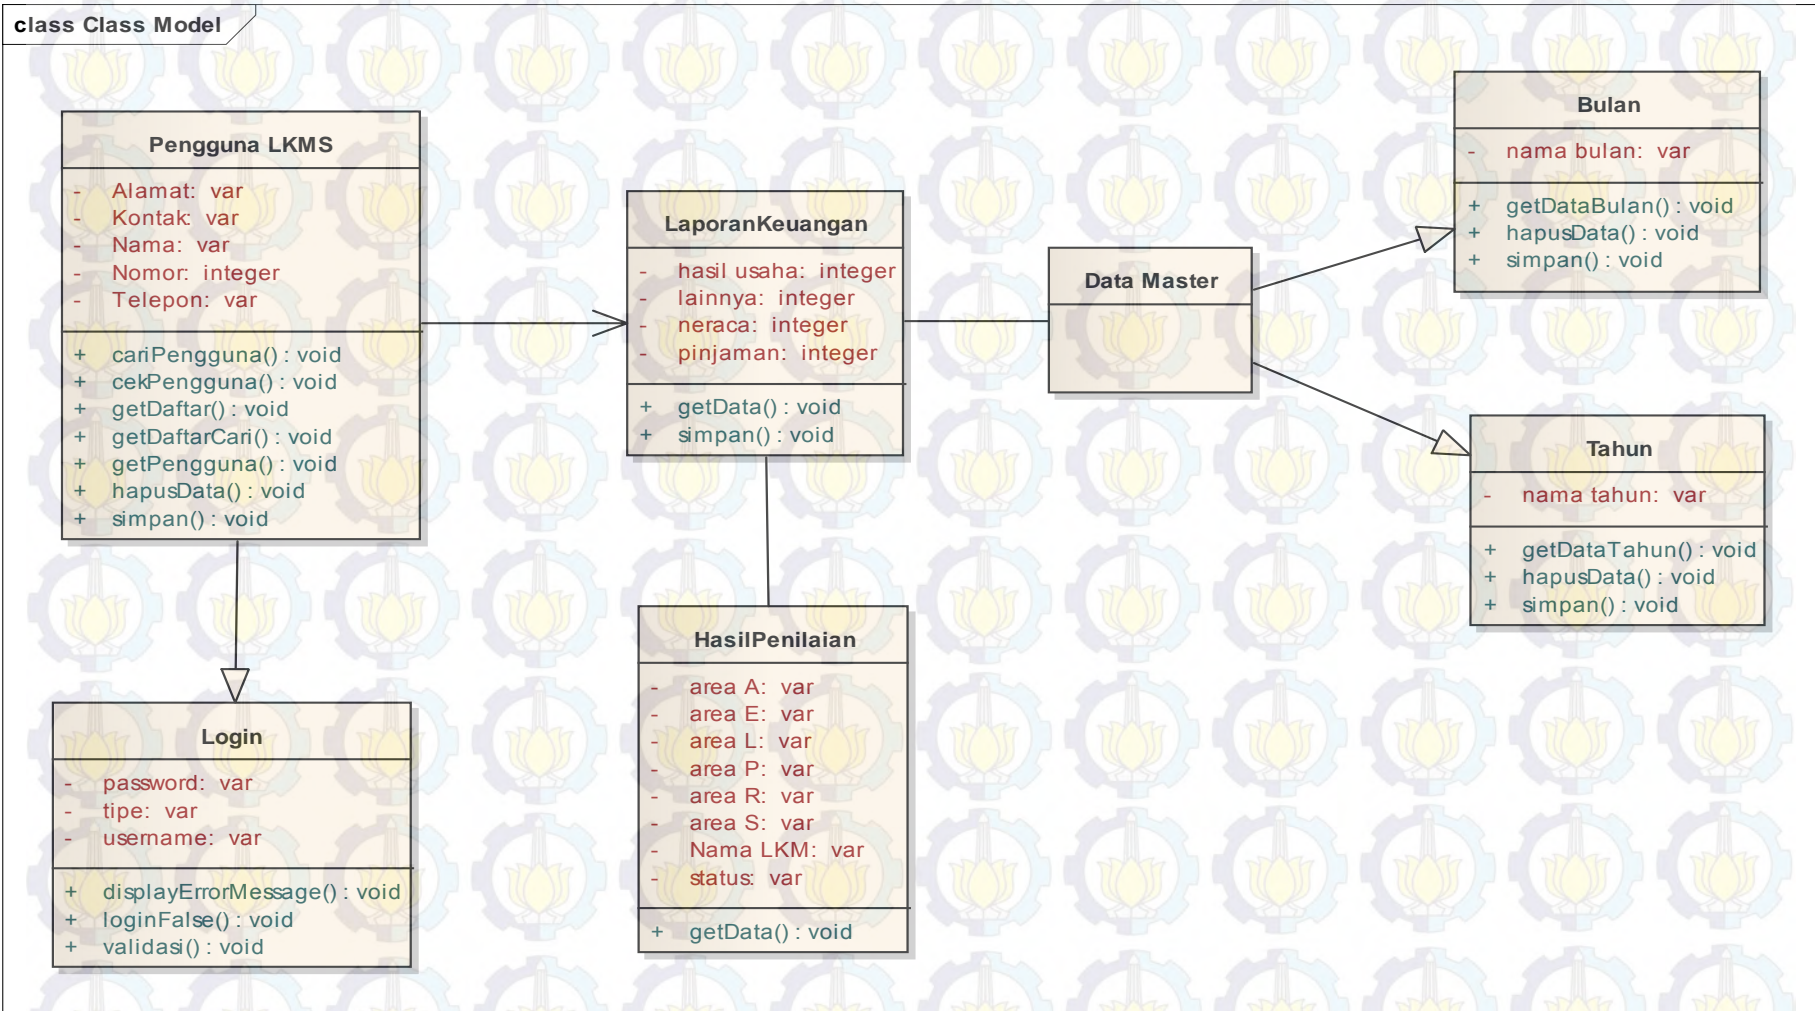 class Class Model
Pengguna LKMS
- Alamat: var
- Kontak: var
- Nama: var
- Nomor: integer
- Telepon: var
+ cariPengguna() : void
+ cekPengguna() : void
+ getDaftar() : void
+ getDaftarCari() : void
+ getPengguna() : void
+ hapusData() : void
+ simpan() : void
LaporanKeuangan
- hasil usaha: integer
- lainnya: integer
- neraca: integer
- pinjaman: integer
+ getData() : void
+ simpan() : void
Data Master
Bulan
- nama bulan: var
+ getDataBulan() : void
+ hapusData() : void
+ simpan() : void
Tahun
- nama tahun: var
+ getDataTahun() : void
+ hapusData() : void
+ simpan() : void
Login
- password: var
- tipe: var
- username: var
+ displayErrorMessage() : void
+ loginFalse() : void
+ validasi() : void
HasilPenilaian
- area A: var
- area E: var
- area L: var
- area P: var
- area R: var
- area S: var
- Nama LKM: var
- status: var
+ getData() : void